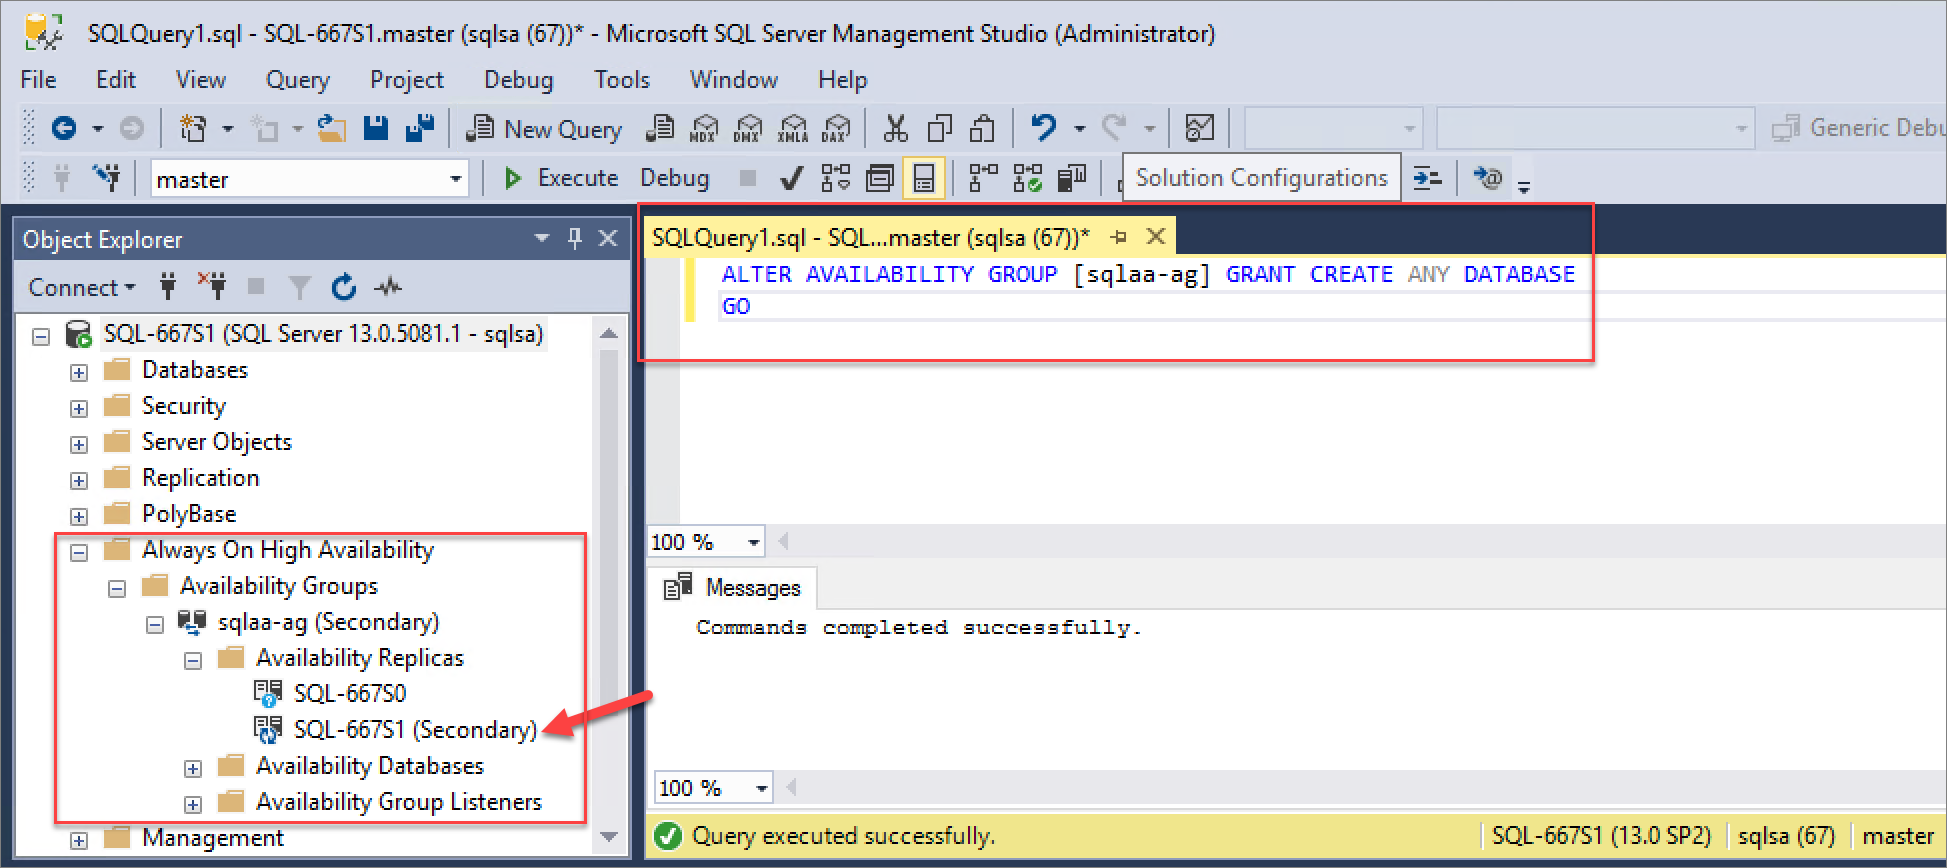 SQLQuery1.sql - SQL-667S1.master (sqlsa (67))* - Microsoft SQL Server Management Studio (Administrator)
File Edit View Query Project Debug Tools Window Help
New Query MDX DMX XMLA DAX Generic Debu
master Execute Debug Solution Configurations
Object Explorer
Connect
SQL-667S1 (SQL Server 13.0.5081.1 - sqlsa)
Databases
Security
Server Objects
Replication
PolyBase
Always On High Availability
Availability Groups
sqlaa-ag (Secondary)
Availability Replicas
SQL-667S0
SQL-667S1 (Secondary)
Availability Databases
Availability Group Listeners
Management
SQLQuery1.sql - SQL...master (sqlsa (67))*
ALTER AVAILABILITY GROUP [sqlaa-ag] GRANT CREATE ANY DATABASE
GO
100 %
Messages
Commands completed successfully.
100 %
Query executed successfully. SQL-667S1 (13.0 SP2) sqlsa (67) master